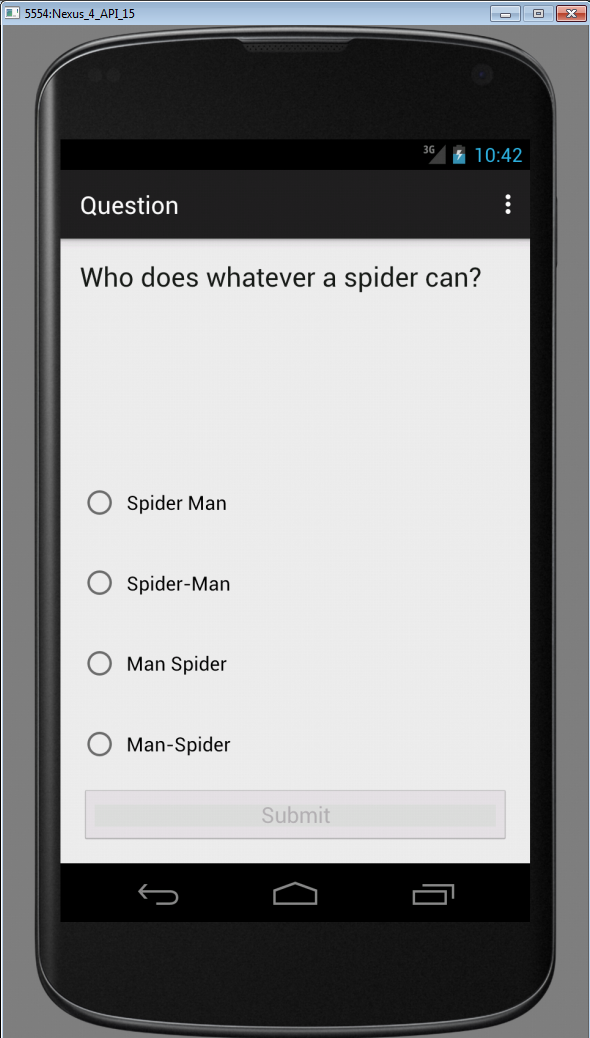 5554:Nexus_4_API_15
3G 10:42
Question
Who does whatever a spider can?
Spider Man
Spider-Man
Man Spider
Man-Spider
Submit